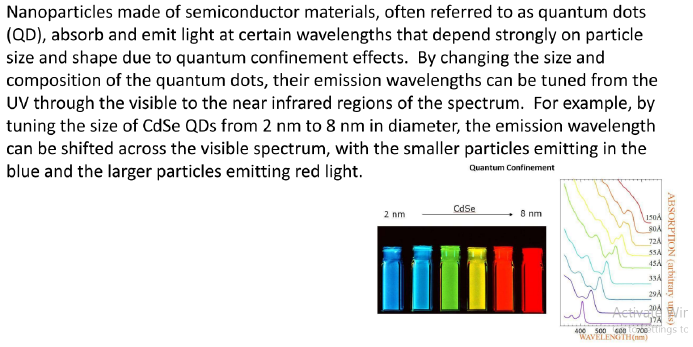 Nanoparticles made of semiconductor materials, often referred to as quantum dots
(QD), absorb and emit light at certain wavelengths that depend strongly on particle
size and shape due to quantum confinement effects.  By changing the size and
composition of the quantum dots, their emission wavelengths can be tuned from the
UV through the visible to the near infrared regions of the spectrum.  For example, by
tuning the size of CdSe QDs from 2 nm to 8 nm in diameter, the emission wavelength
can be shifted across the visible spectrum, with the smaller particles emitting in the
blue and the larger particles emitting red light.
Quantum Confinement
2 nm
CdSe
8 nm
150Å
80Å
72Å
55Å
45Å
33Å
29Å
20Å
17Å
ABSORPTION (arbitrary units)
400 500 600 700
WAVELENGTH(nm)
Activate Wi